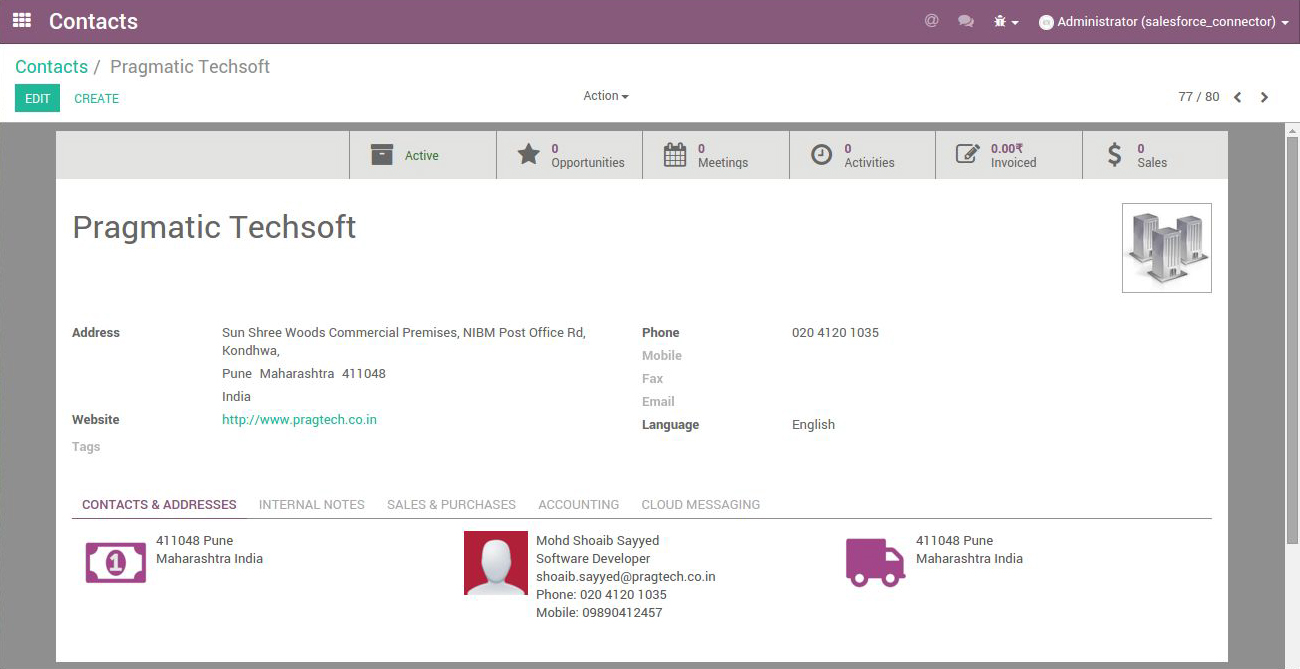 Contacts
@
Administrator (salesforce_connector)
Contacts / Pragmatic Techsoft
EDIT CREATE Action 77 / 80
Active
0
Opportunities
0
Meetings
0
Activities
0.00₹
Invoiced
$
0
Sales
Pragmatic Techsoft
Address Sun Shree Woods Commercial Premises, NIBM Post Office Rd,
Kondhwa,
Pune Maharashtra 411048
India
Website http://www.pragtech.co.in
Tags
Phone 020 4120 1035
Mobile
Fax
Email
Language English
CONTACTS & ADDRESSES INTERNAL NOTES SALES & PURCHASES ACCOUNTING CLOUD MESSAGING
1
411048 Pune
Maharashtra India
Mohd Shoaib Sayyed
Software Developer
shoaib.sayyed@pragtech.co.in
Phone: 020 4120 1035
Mobile: 09890412457
411048 Pune
Maharashtra India